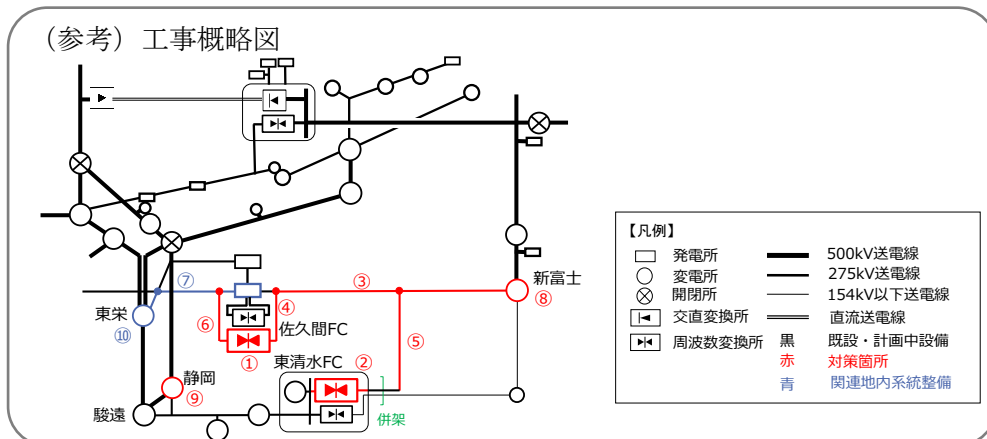 (参考)工事概略図
新富士
⑧
③
⑦
④
⑥
佐久間FC
①
⑤
東栄
⑩
東清水FC
②
静岡
⑨
駿遠
併架
【凡例】
発電所
変電所
開閉所
交直変換所
周波数変換所
500kV送電線
275kV送電線
154kV以下送電線
直流送電線
黒 既設・計画中設備
赤 対策箇所
青 関連地内系統整備